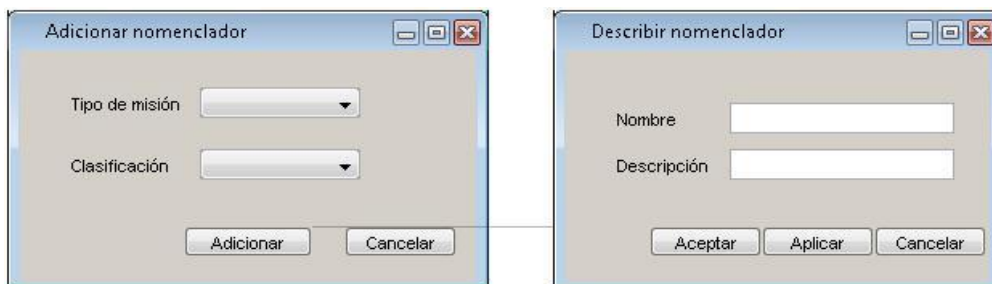 Adicionar nomenclador
Tipo de misión
Clasificación
Adicionar Cancelar
Describir nomenclador
Nombre
Descripción
Aceptar Aplicar Cancelar